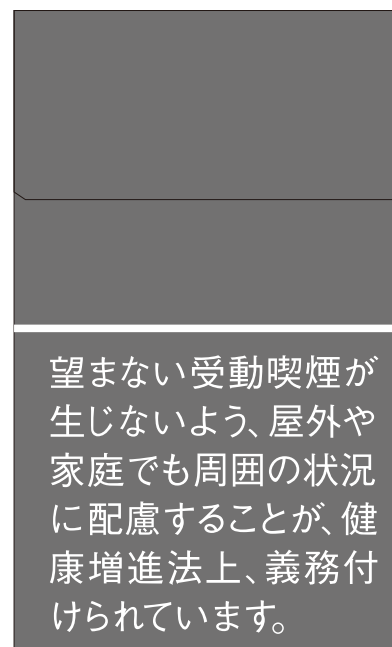 望まない受動喫煙が
生じないよう、屋外や
家庭でも周囲の状況
に配慮することが、健
康増進法上、義務付
けられています。